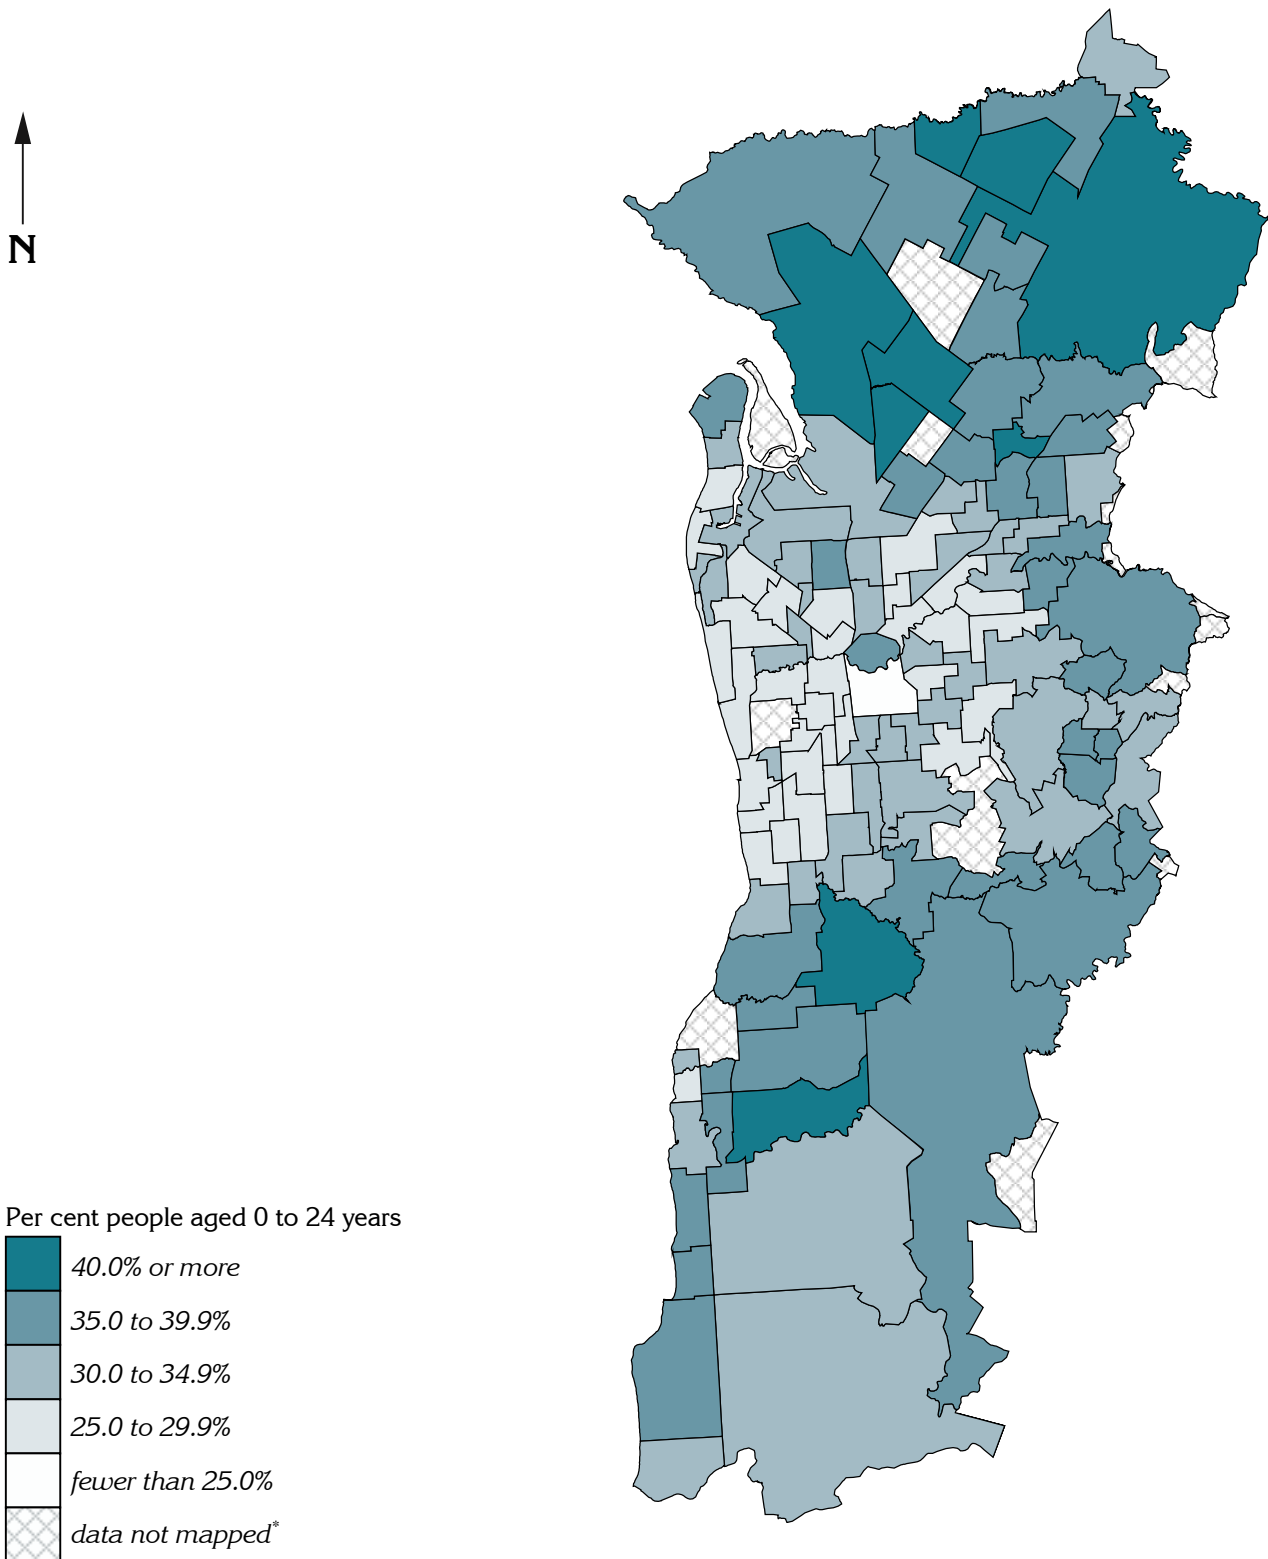 N
Per cent people aged 0 to 24 years
40.0% or more
35.0 to 39.9%
30.0 to 34.9%
25.0 to 29.9%
fewer than 25.0%
data not mapped*